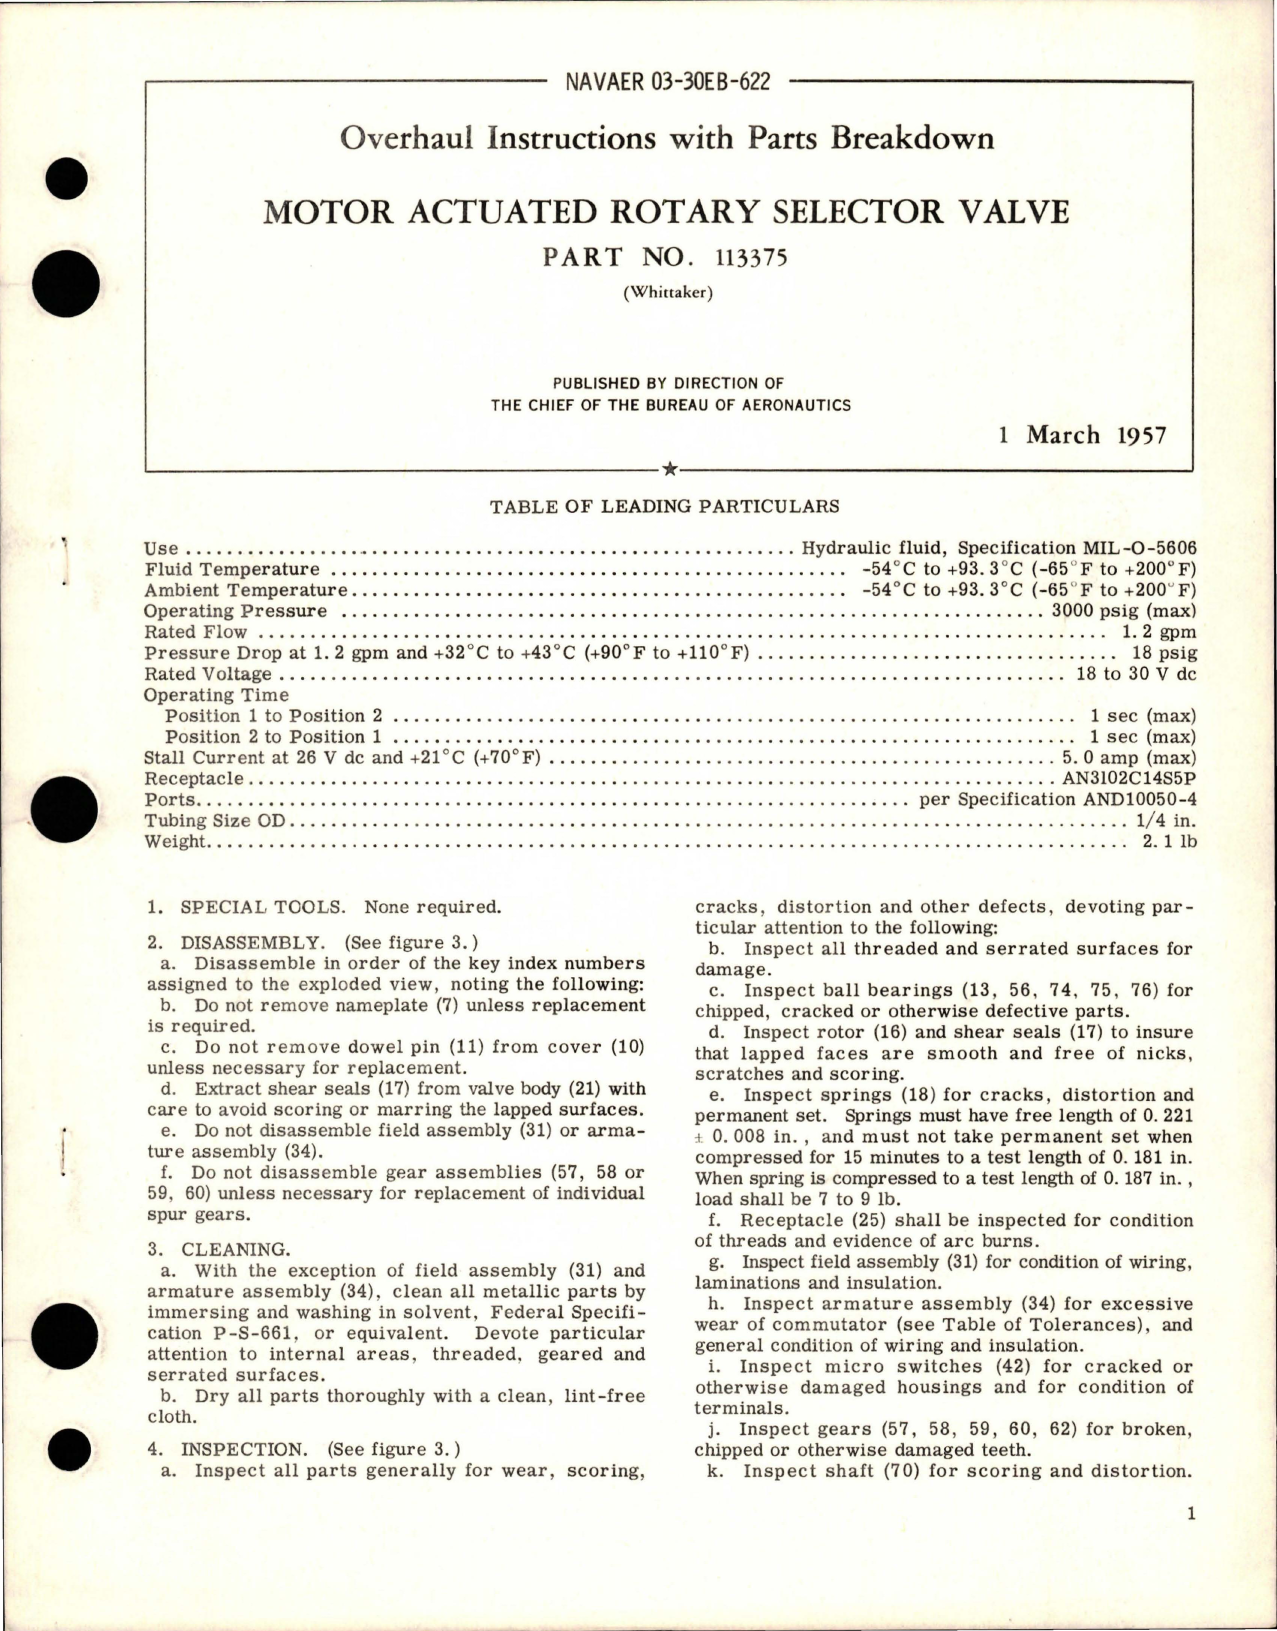 NAVAER 03-30EB-622
Overhaul Instructions with Parts Breakdown
MOTOR ACTUATED ROTARY SELECTOR VALVE
PART NO. 113375
(Whittaker)
PUBLISHED BY DIRECTION OF
THE CHIEF OF THE BUREAU OF AERONAUTICS
1 March 1957
TABLE OF LEADING PARTICULARS
Use ........ Hydraulic fluid, Specification MIL-O-5606
Fluid Temperature ........ -54°C to +93.3°C (-65°F to +200°F)
Ambient Temperature ........ -54°C to +93.3°C (-65°F to +200°F)
Operating Pressure ........ 3000 psig (max)
Rated Flow ........ 1.2 gpm
Pressure Drop at 1.2 gpm and +32°C to +43°C (+90°F to +110°F) ........ 18 psig
Rated Voltage ........ 18 to 30 V dc
Operating Time
Position 1 to Position 2 ........ 1 sec (max)
Position 2 to Position 1 ........ 1 sec (max)
Stall Current at 26 V dc and +21°C (+70°F) ........ 5.0 amp (max)
Receptacle ........ AN3102C14S5P
Ports ........ per Specification AND10050-4
Tubing Size OD ........ 1/4 in.
Weight ........ 2.1 lb
1. SPECIAL TOOLS. None required.
2. DISASSEMBLY. (See figure 3.)
a. Disassemble in order of the key index numbers
assigned to the exploded view, noting the following:
b. Do not remove nameplate (7) unless replacement
is required.
c. Do not remove dowel pin (11) from cover (10)
unless necessary for replacement.
d. Extract shear seals (17) from valve body (21) with
care to avoid scoring or marring the lapped surfaces.
e. Do not disassemble field assembly (31) or arma-
ture assembly (34).
f. Do not disassemble gear assemblies (57, 58 or
59, 60) unless necessary for replacement of individual
spur gears.
3. CLEANING.
a. With the exception of field assembly (31) and
armature assembly (34), clean all metallic parts by
immersing and washing in solvent, Federal Specifi-
cation P-S-661, or equivalent. Devote particular
attention to internal areas, threaded, geared and
serrated surfaces.
b. Dry all parts thoroughly with a clean, lint-free
cloth.
4. INSPECTION. (See figure 3.)
a. Inspect all parts generally for wear, scoring,
cracks, distortion and other defects, devoting par-
ticular attention to the following:
b. Inspect all threaded and serrated surfaces for
damage.
c. Inspect ball bearings (13, 56, 74, 75, 76) for
chipped, cracked or otherwise defective parts.
d. Inspect rotor (16) and shear seals (17) to insure
that lapped faces are smooth and free of nicks,
scratches and scoring.
e. Inspect springs (18) for cracks, distortion and
permanent set. Springs must have free length of 0.221
± 0.008 in., and must not take permanent set when
compressed for 15 minutes to a test length of 0.181 in.
When spring is compressed to a test length of 0.187 in.,
load shall be 7 to 9 lb.
f. Receptacle (25) shall be inspected for condition
of threads and evidence of arc burns.
g. Inspect field assembly (31) for condition of wiring,
laminations and insulation.
h. Inspect armature assembly (34) for excessive
wear of commutator (see Table of Tolerances), and
general condition of wiring and insulation.
i. Inspect micro switches (42) for cracked or
otherwise damaged housings and for condition of
terminals.
j. Inspect gears (57, 58, 59, 60, 62) for broken,
chipped or otherwise damaged teeth.
k. Inspect shaft (70) for scoring and distortion.
1